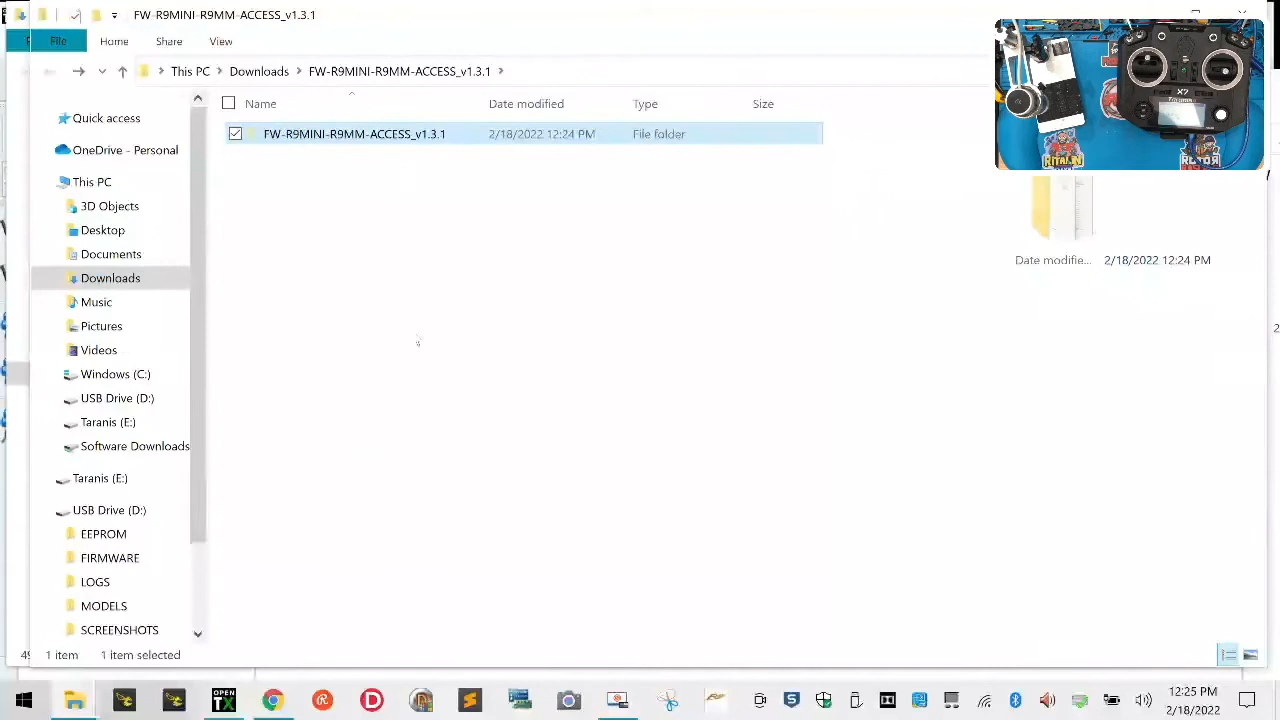 FW-R9MINI-R9MM-ACCESS_v1.3.1
File Home Share View
This PC Downloads FW-R9MINI-R9MM-ACCESS_v1.3.1
Name Date modified Type Size
FW-R9MINI-R9MM-ACCESS_v1.3.1 2/18/2022 12:24 PM File folder
Quick access
OneDrive - Personal
This PC
3D Objects
Desktop
Documents
Downloads
Music
Pictures
Videos
Windows (C:)
USB Drive (D:)
Taranis (E:)
Software Downloads
Taranis (E:)
USB Drive (D:)
EEPROM
FIRMWARE
LOGS
MODELS
SCREENSHOTS
Date modifie... 2/18/2022 12:24 PM
X7
Taranis
1 item 1 item selected
OPEN
TX
12:25 PM
2/18/2022